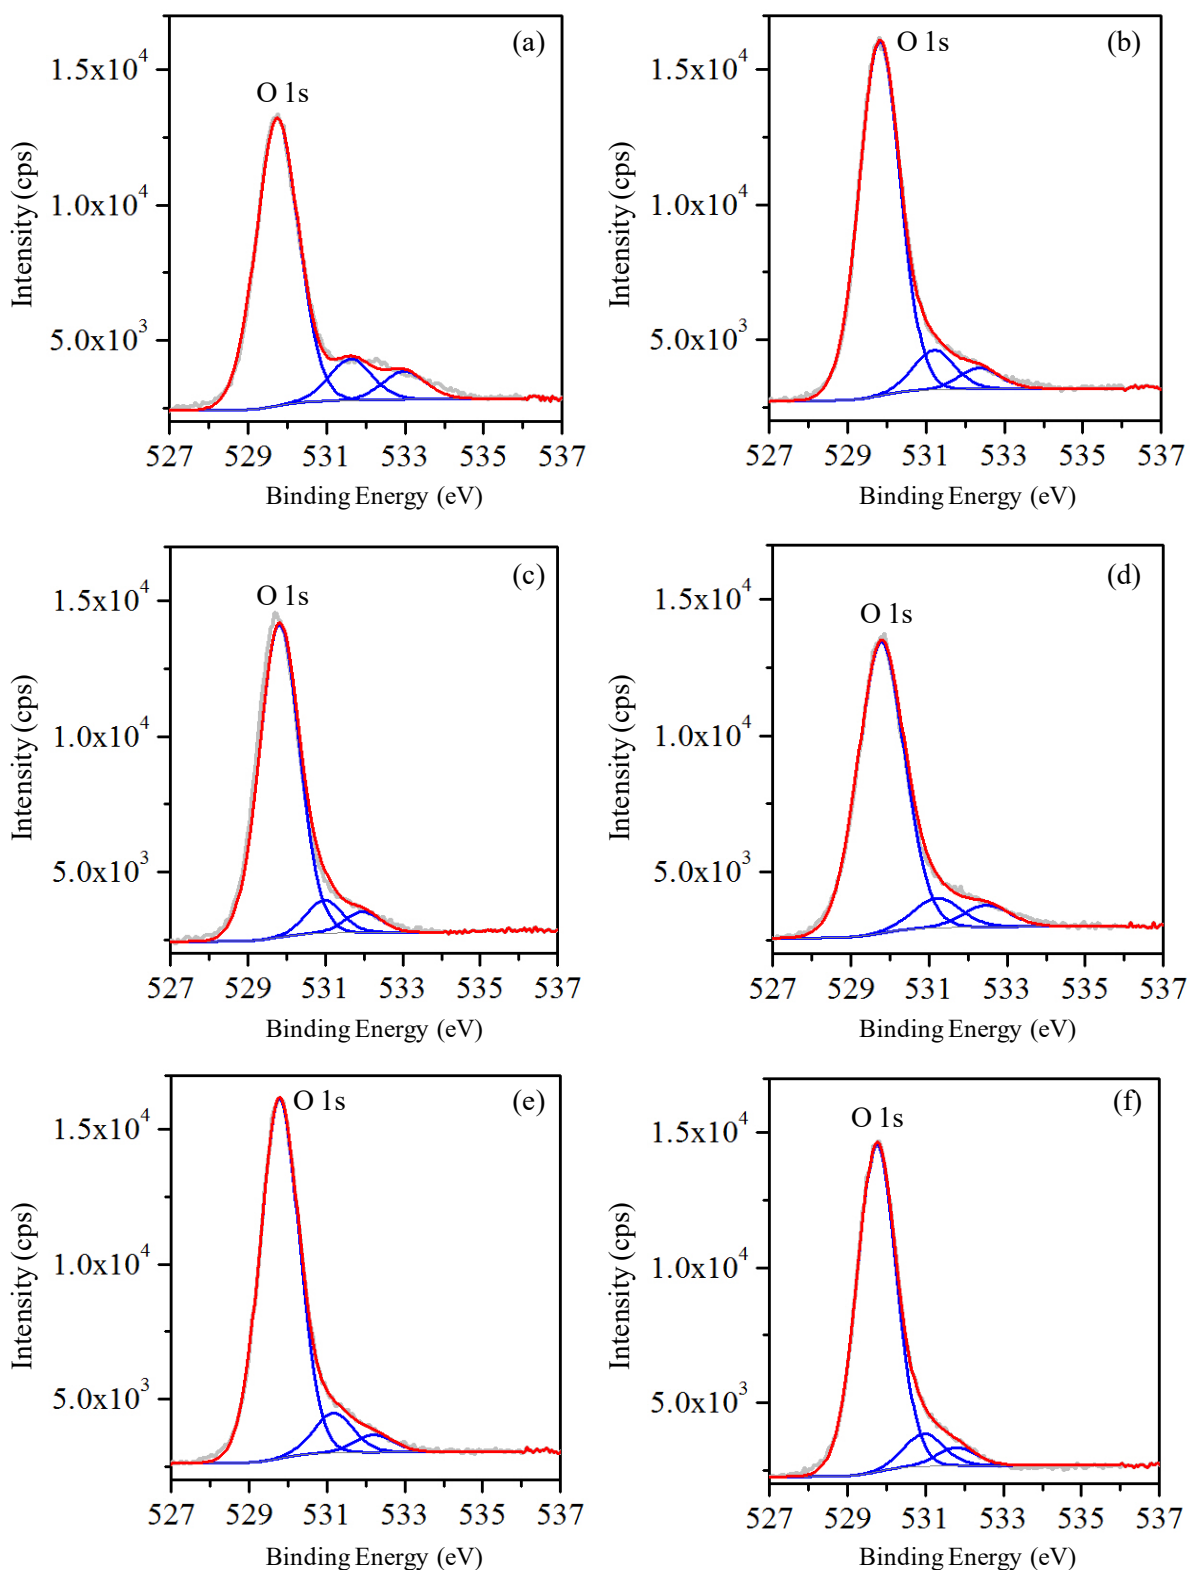 (a)
O 1s
1.5x10⁴
1.0x10⁴
5.0x10³
Intensity (cps)
527 529 531 533 535 537
Binding Energy (eV)
(b)
O 1s
1.5x10⁴
1.0x10⁴
5.0x10³
Intensity (cps)
527 529 531 533 535 537
Binding Energy (eV)
(c)
O 1s
1.5x10⁴
1.0x10⁴
5.0x10³
Intensity (cps)
527 529 531 533 535 537
Binding Energy (eV)
(d)
O 1s
1.5x10⁴
1.0x10⁴
5.0x10³
Intensity (cps)
527 529 531 533 535 537
Binding Energy (eV)
(e)
O 1s
1.5x10⁴
1.0x10⁴
5.0x10³
Intensity (cps)
527 529 531 533 535 537
Binding Energy (eV)
(f)
O 1s
1.5x10⁴
1.0x10⁴
5.0x10³
Intensity (cps)
527 529 531 533 535 537
Binding Energy (eV)